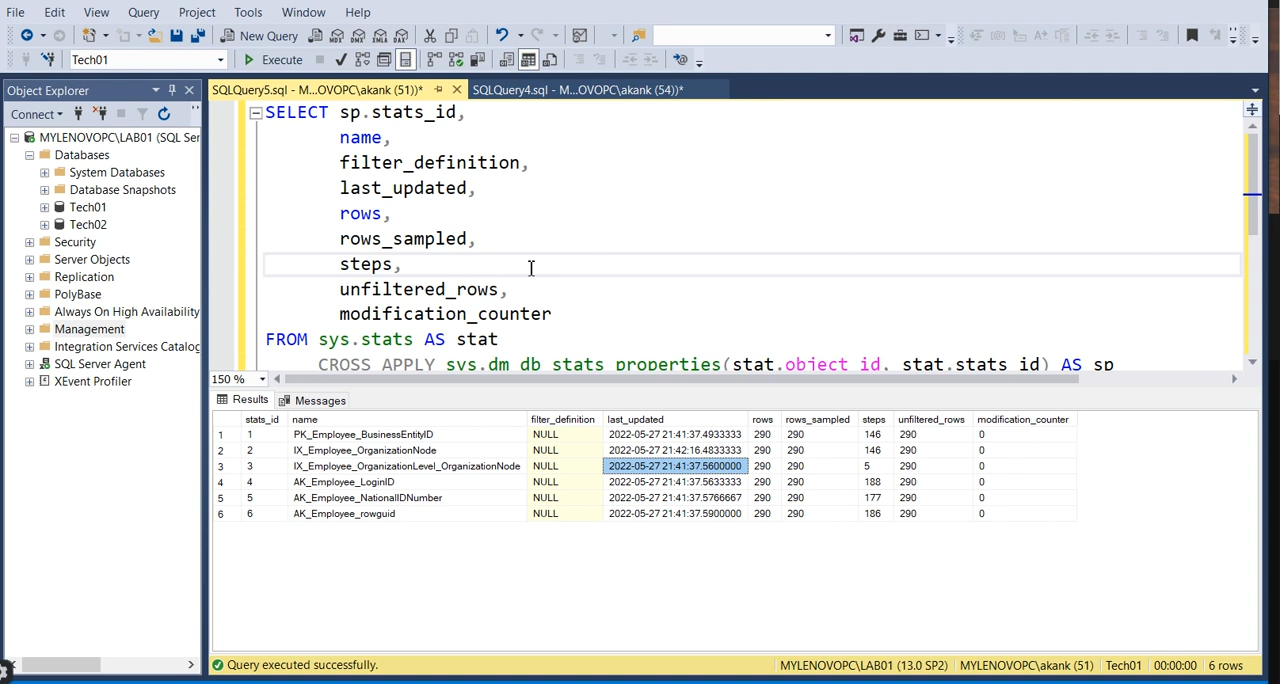 File Edit View Query Project Tools Window Help
New Query MDX DMX XMLA DAX
Tech01 Execute
Object Explorer
SQLQuery5.sql - M...OVOPC\akank (51))* SQLQuery4.sql - M...OVOPC\akank (54))*
Connect
MYLENOVOPC\LAB01 (SQL Ser
Databases
System Databases
Database Snapshots
Tech01
Tech02
Security
Server Objects
Replication
PolyBase
Always On High Availability
Management
Integration Services Catalog
SQL Server Agent
XEvent Profiler
SELECT sp.stats_id,
name,
filter_definition,
last_updated,
rows,
rows_sampled,
steps,
unfiltered_rows,
modification_counter
FROM sys.stats AS stat
CROSS APPLY sys.dm_db_stats_properties(stat.object_id, stat.stats_id) AS sp
150 %
Results Messages
stats_id name filter_definition last_updated rows rows_sampled steps unfiltered_rows modification_counter
1 1 PK_Employee_BusinessEntityID NULL 2022-05-27 21:41:37.4933333 290 290 146 290 0
2 2 IX_Employee_OrganizationNode NULL 2022-05-27 21:42:16.4833333 290 290 146 290 0
3 3 IX_Employee_OrganizationLevel_OrganizationNode NULL 2022-05-27 21:41:37.5600000 290 290 5 290 0
4 4 AK_Employee_LoginID NULL 2022-05-27 21:41:37.5633333 290 290 188 290 0
5 5 AK_Employee_NationalIDNumber NULL 2022-05-27 21:41:37.5766667 290 290 177 290 0
6 6 AK_Employee_rowguid NULL 2022-05-27 21:41:37.5900000 290 290 186 290 0
Query executed successfully. MYLENOVOPC\LAB01 (13.0 SP2) MYLENOVOPC\akank (51) Tech01 00:00:00 6 rows